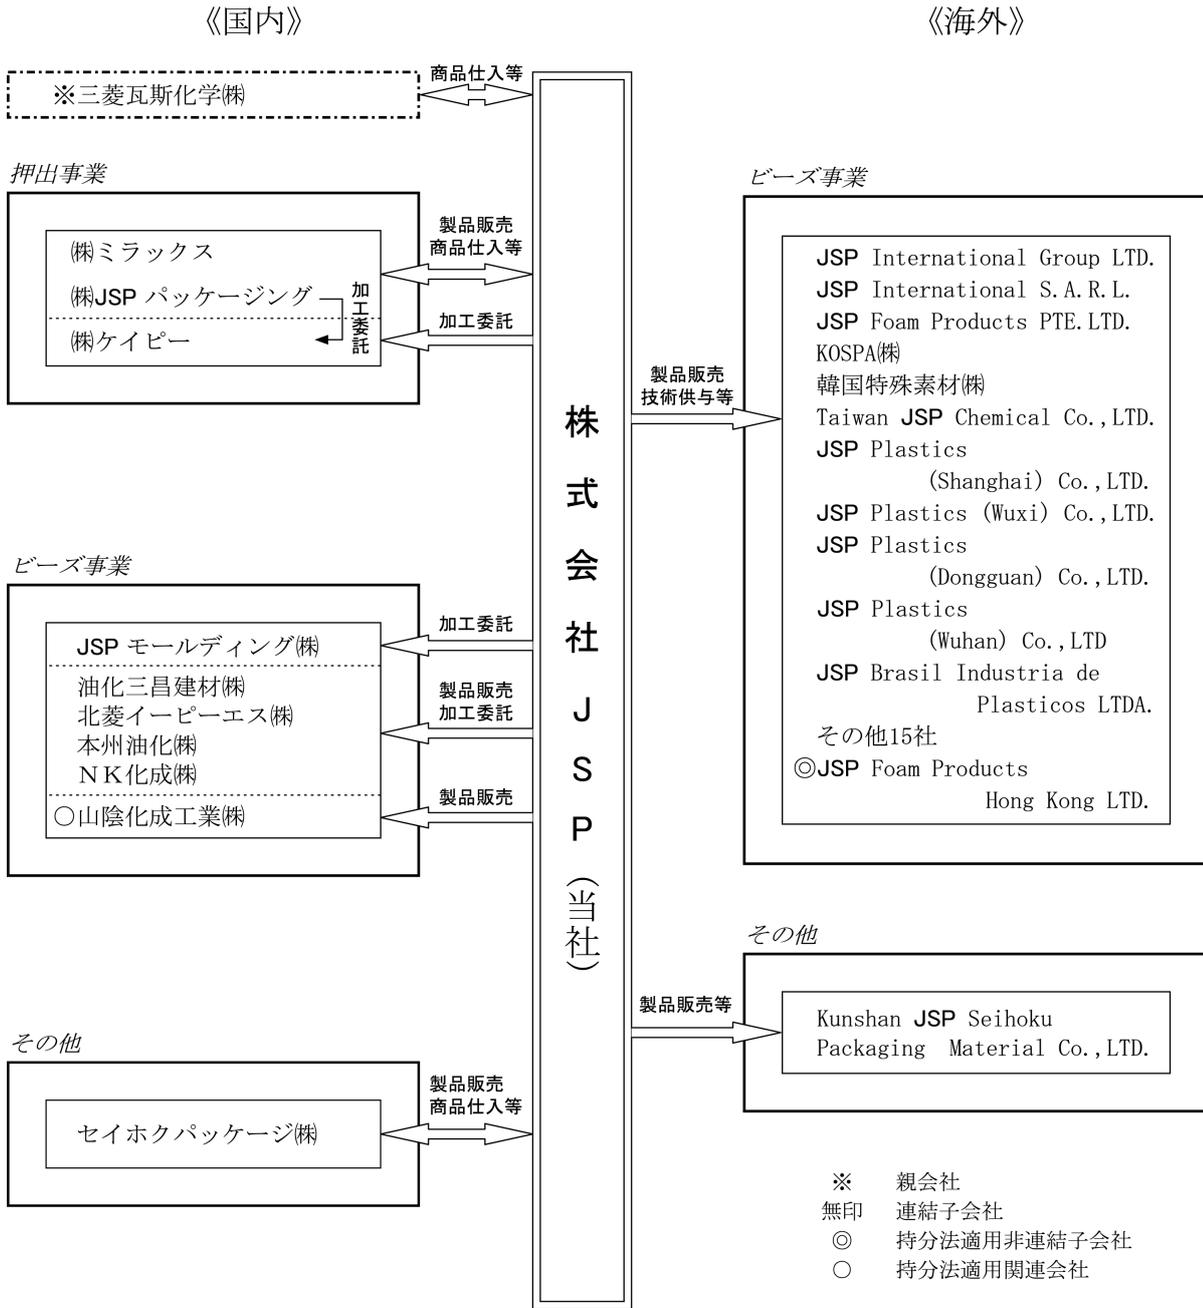 《国内》
《海外》
※三菱瓦斯化学㈱
商品仕入等
押出事業
㈱ミラックス
㈱JSP パッケージング
㈱ケイピー
加工委託
製品販売
商品仕入等
加工委託
ビーズ事業
JSP モールディング㈱
油化三昌建材㈱
北菱イーピーエス㈱
本州油化㈱
ＮＫ化成㈱
○山陰化成工業㈱
加工委託
製品販売
加工委託
製品販売
その他
セイホクパッケージ㈱
製品販売
商品仕入等
株式会社ＪＳＰ（当社）
製品販売
技術供与等
ビーズ事業
JSP International Group LTD.
JSP International S.A.R.L.
JSP Foam Products PTE.LTD.
KOSPA㈱
韓国特殊素材㈱
Taiwan JSP Chemical Co.,LTD.
JSP Plastics
(Shanghai) Co.,LTD.
JSP Plastics (Wuxi) Co.,LTD.
JSP Plastics
(Dongguan) Co.,LTD.
JSP Plastics
(Wuhan) Co.,LTD
JSP Brasil Industria de
Plasticos LTDA.
その他15社
◎JSP Foam Products
Hong Kong LTD.
製品販売等
その他
Kunshan JSP Seihoku
Packaging Material Co.,LTD.
※ 親会社
無印 連結子会社
◎ 持分法適用非連結子会社
○ 持分法適用関連会社